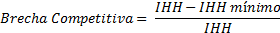 Brecha Competitiva = (IHH − IHH mínimo) / IHH